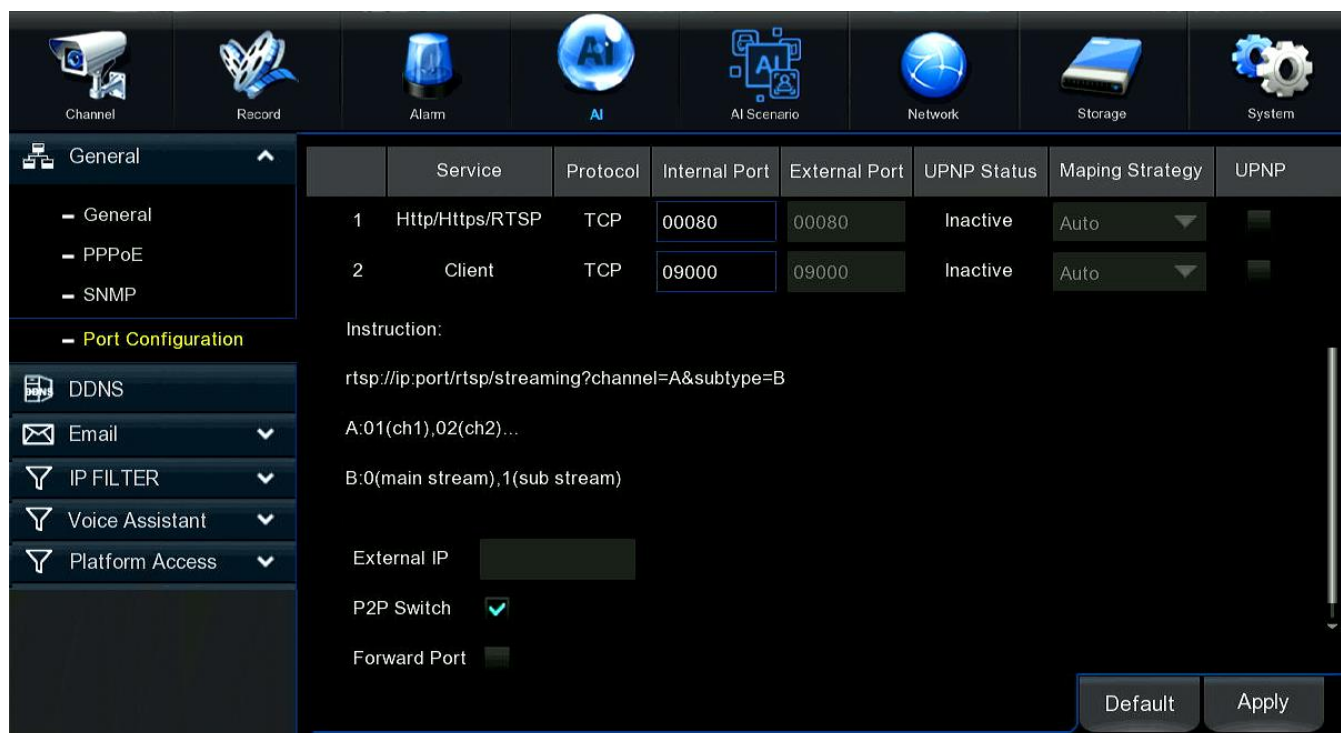 Channel Record Alarm AI AI Scenario Network Storage System
General
General
PPPoE
SNMP
Port Configuration
DDNS
DDNS
Email
IP FILTER
Voice Assistant
Platform Access
Service Protocol Internal Port External Port UPNP Status Maping Strategy UPNP
1 Http/Https/RTSP TCP 00080 00080 Inactive Auto
2 Client TCP 09000 09000 Inactive Auto
Instruction:
rtsp://ip:port/rtsp/streaming?channel=A&subtype=B
A:01(ch1),02(ch2)...
B:0(main stream),1(sub stream)
External IP
P2P Switch
Forward Port
Default Apply